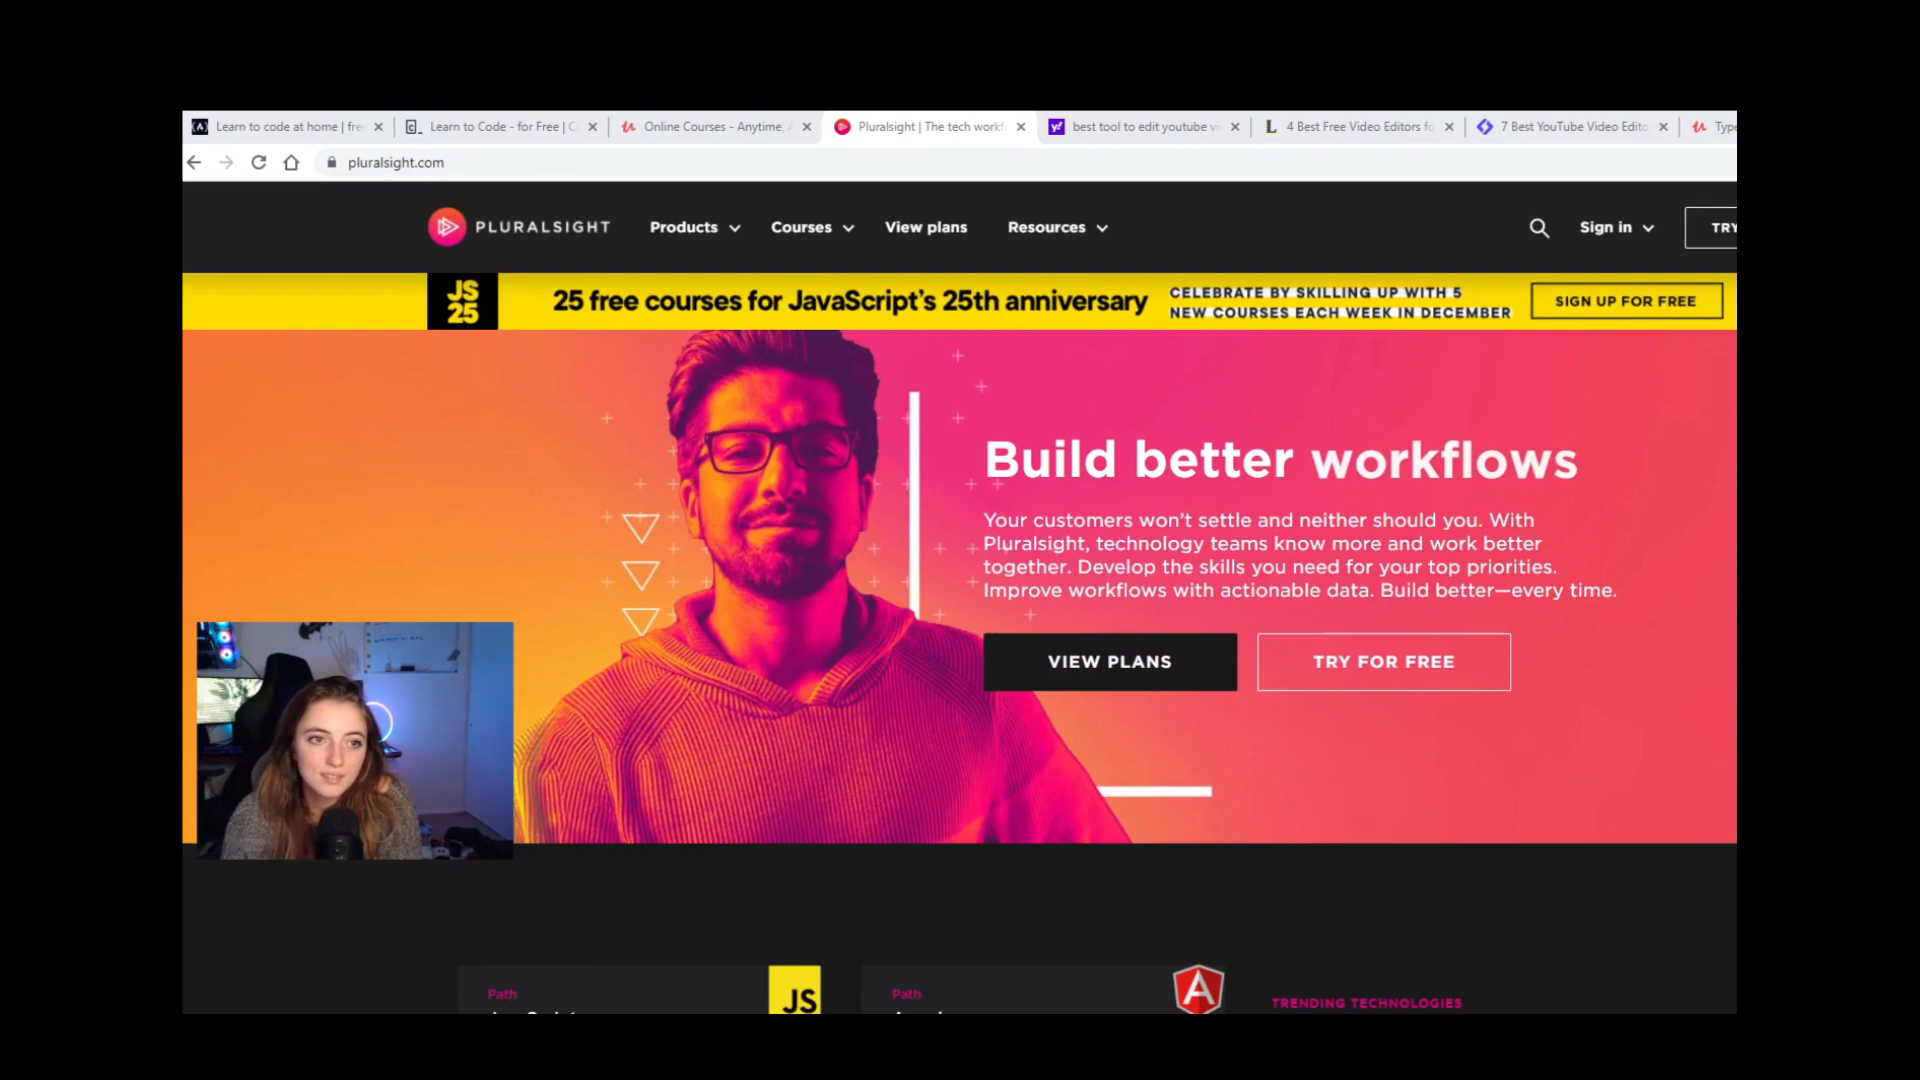 Learn to code at home | fre
Learn to Code - for Free | C
Online Courses - Anytime, A
Pluralsight | The tech workf
best tool to edit youtube vi
4 Best Free Video Editors fo
7 Best YouTube Video Edito
Type
pluralsight.com
PLURALSIGHT
Products
Courses
View plans
Resources
Sign in
TRY
JS
25
25 free courses for JavaScript's 25th anniversary
CELEBRATE BY SKILLING UP WITH 5
NEW COURSES EACH WEEK IN DECEMBER
SIGN UP FOR FREE
Build better workflows
Your customers won't settle and neither should you. With
Pluralsight, technology teams know more and work better
together. Develop the skills you need for your top priorities.
Improve workflows with actionable data. Build better—every time.
VIEW PLANS
TRY FOR FREE
Path
JS
Path
A
TRENDING TECHNOLOGIES